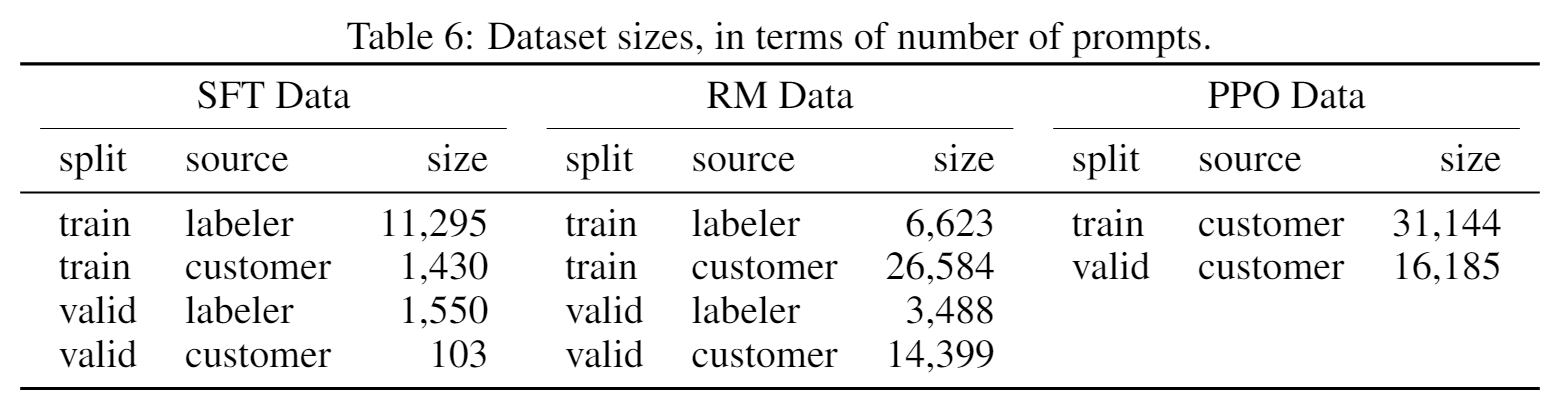 Table 6: Dataset sizes, in terms of number of prompts.
SFT Data RM Data PPO Data
split source size split source size split source size
train labeler 11,295 train labeler 6,623 train customer 31,144
train customer 1,430 train customer 26,584 valid customer 16,185
valid labeler 1,550 valid labeler 3,488
valid customer 103 valid customer 14,399